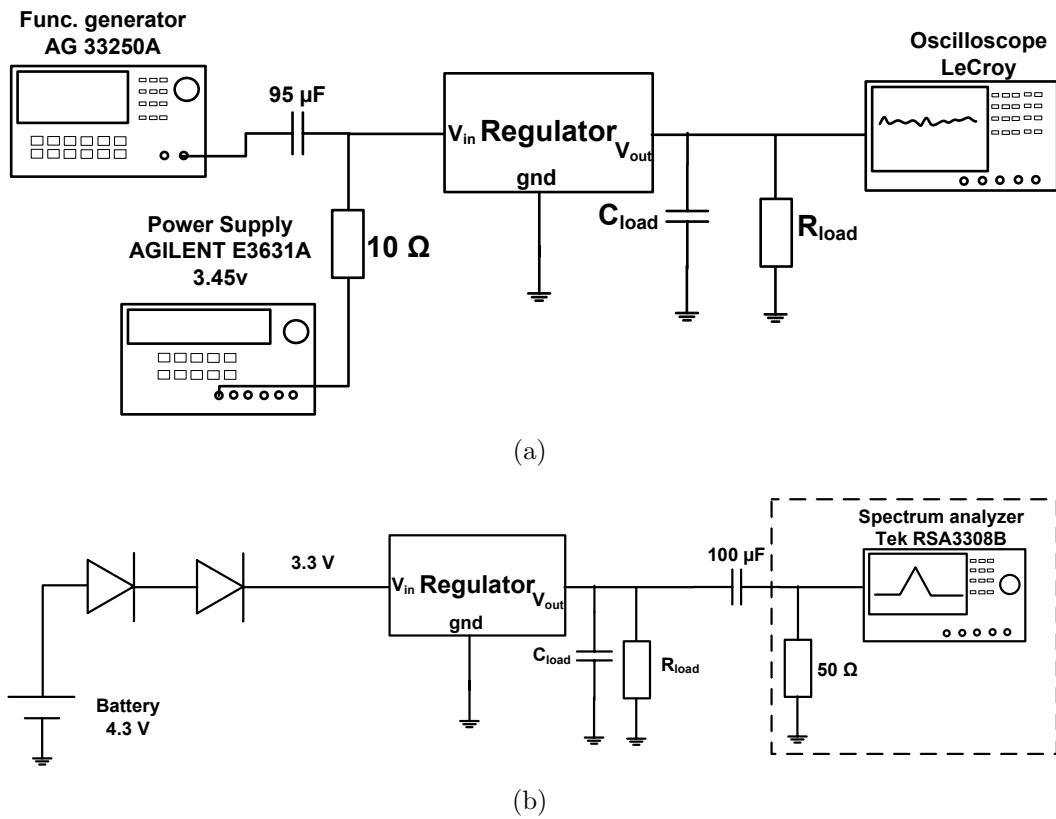 Func. generator
AG 33250A
95 µF
Oscilloscope
LeCroy
Vin Regulator Vout
gnd
Cload
Rload
Power Supply
AGILENT E3631A
3.45v
10 Ω
(a)
Spectrum analyzer
Tek RSA3308B
100 µF
3.3 V
Vin Regulator Vout
gnd
Cload
Rload
50 Ω
Battery
4.3 V
(b)